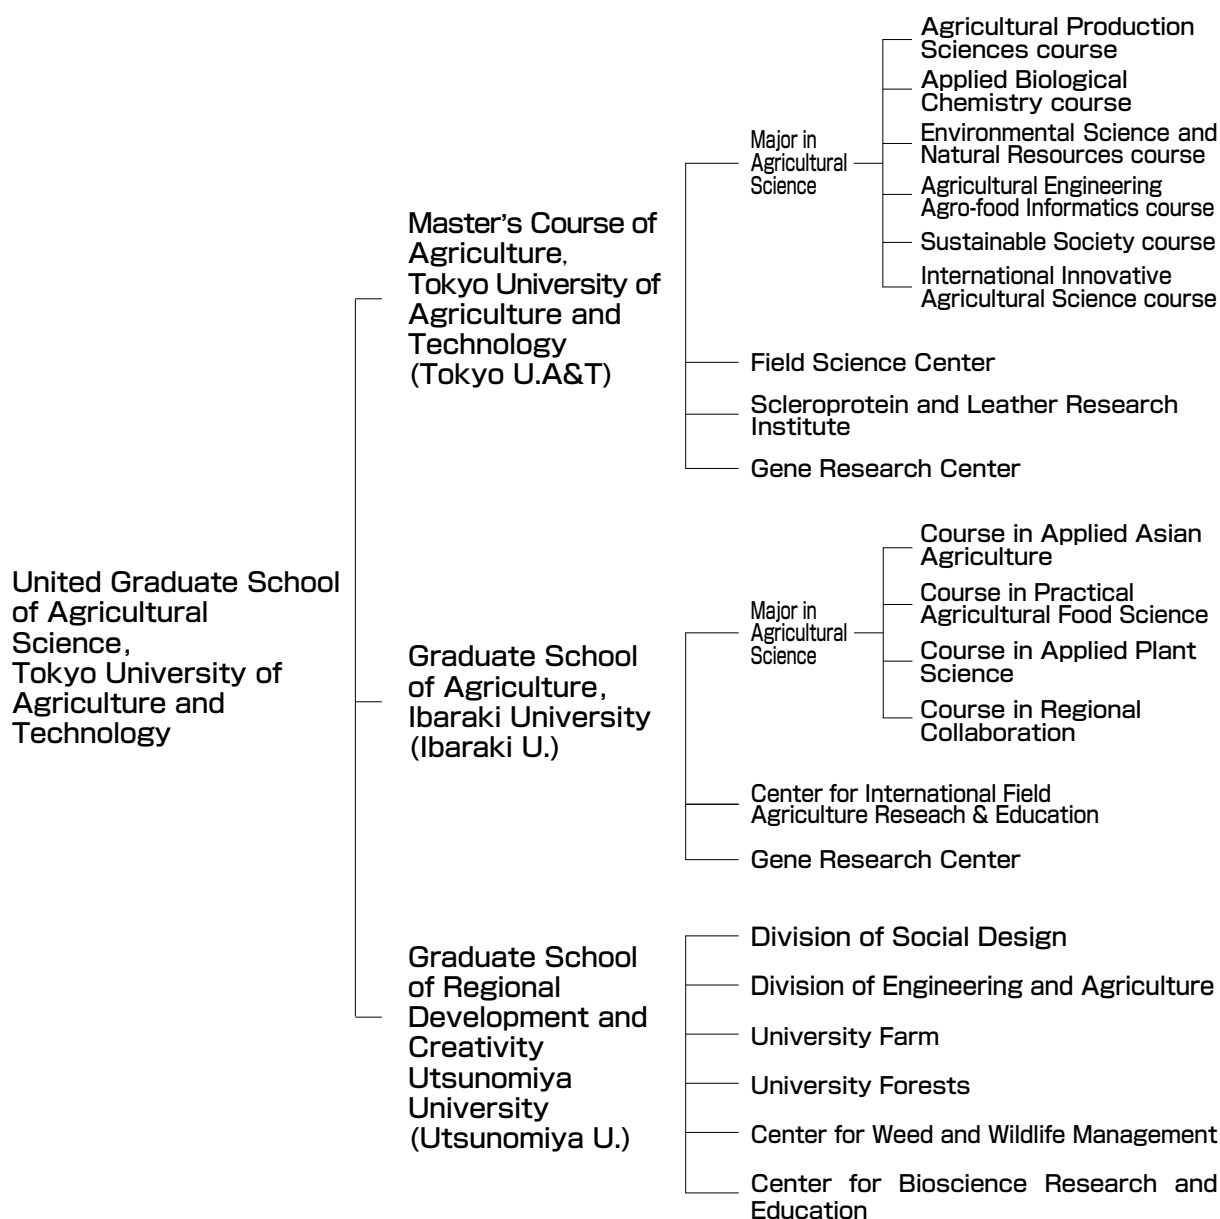 United Graduate School
of Agricultural
Science,
Tokyo University of
Agriculture and
Technology
Master's Course of
Agriculture,
Tokyo University of
Agriculture and
Technology
(Tokyo U.A&T)
Major in
Agricultural
Science
Agricultural Production
Sciences course
Applied Biological
Chemistry course
Environmental Science and
Natural Resources course
Agricultural Engineering
Agro-food Informatics course
Sustainable Society course
International Innovative
Agricultural Science course
Field Science Center
Scleroprotein and Leather Research
Institute
Gene Research Center
Graduate School
of Agriculture,
Ibaraki University
(Ibaraki U.)
Major in
Agricultural
Science
Course in Applied Asian
Agriculture
Course in Practical
Agricultural Food Science
Course in Applied Plant
Science
Course in Regional
Collaboration
Center for International Field
Agriculture Reseach & Education
Gene Research Center
Graduate School
of Regional
Development and
Creativity
Utsunomiya
University
(Utsunomiya U.)
Division of Social Design
Division of Engineering and Agriculture
University Farm
University Forests
Center for Weed and Wildlife Management
Center for Bioscience Research and
Education